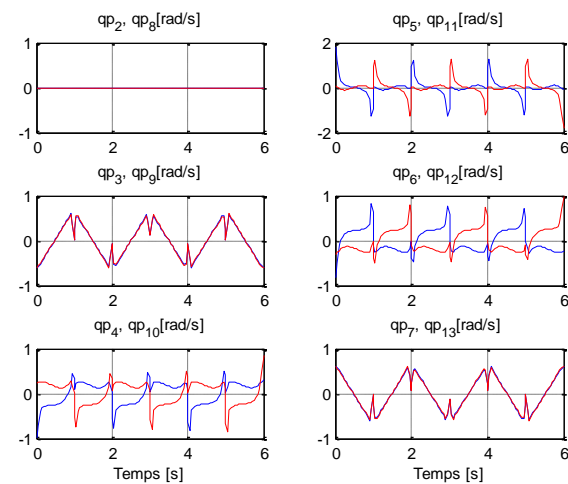 qp2, qp8[rad/s]
1
0
-1
0 2 4 6
qp3, qp9[rad/s]
1
0
-1
0 2 4 6
qp4, qp10[rad/s]
1
0
-1
0 2 4 6
Temps [s]
qp5, qp11[rad/s]
2
0
-2
0 2 4 6
qp6, qp12[rad/s]
1
0
-1
0 2 4 6
qp7, qp13[rad/s]
1
0
-1
0 2 4 6
Temps [s]